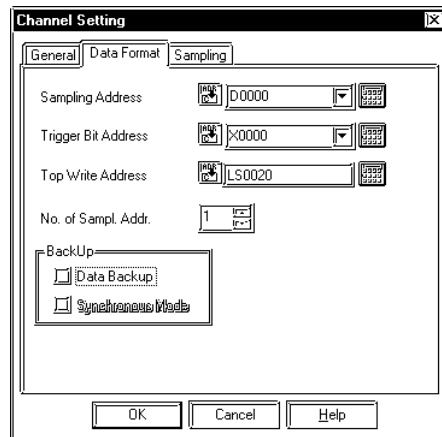 Channel Setting
General Data Format Sampling
Sampling Address D0000
Trigger Bit Address X0000
Top Write Address LS0020
No. of Sampl. Addr. 1
BackUp
Data Backup
Synchronous Mode
OK Cancel Help